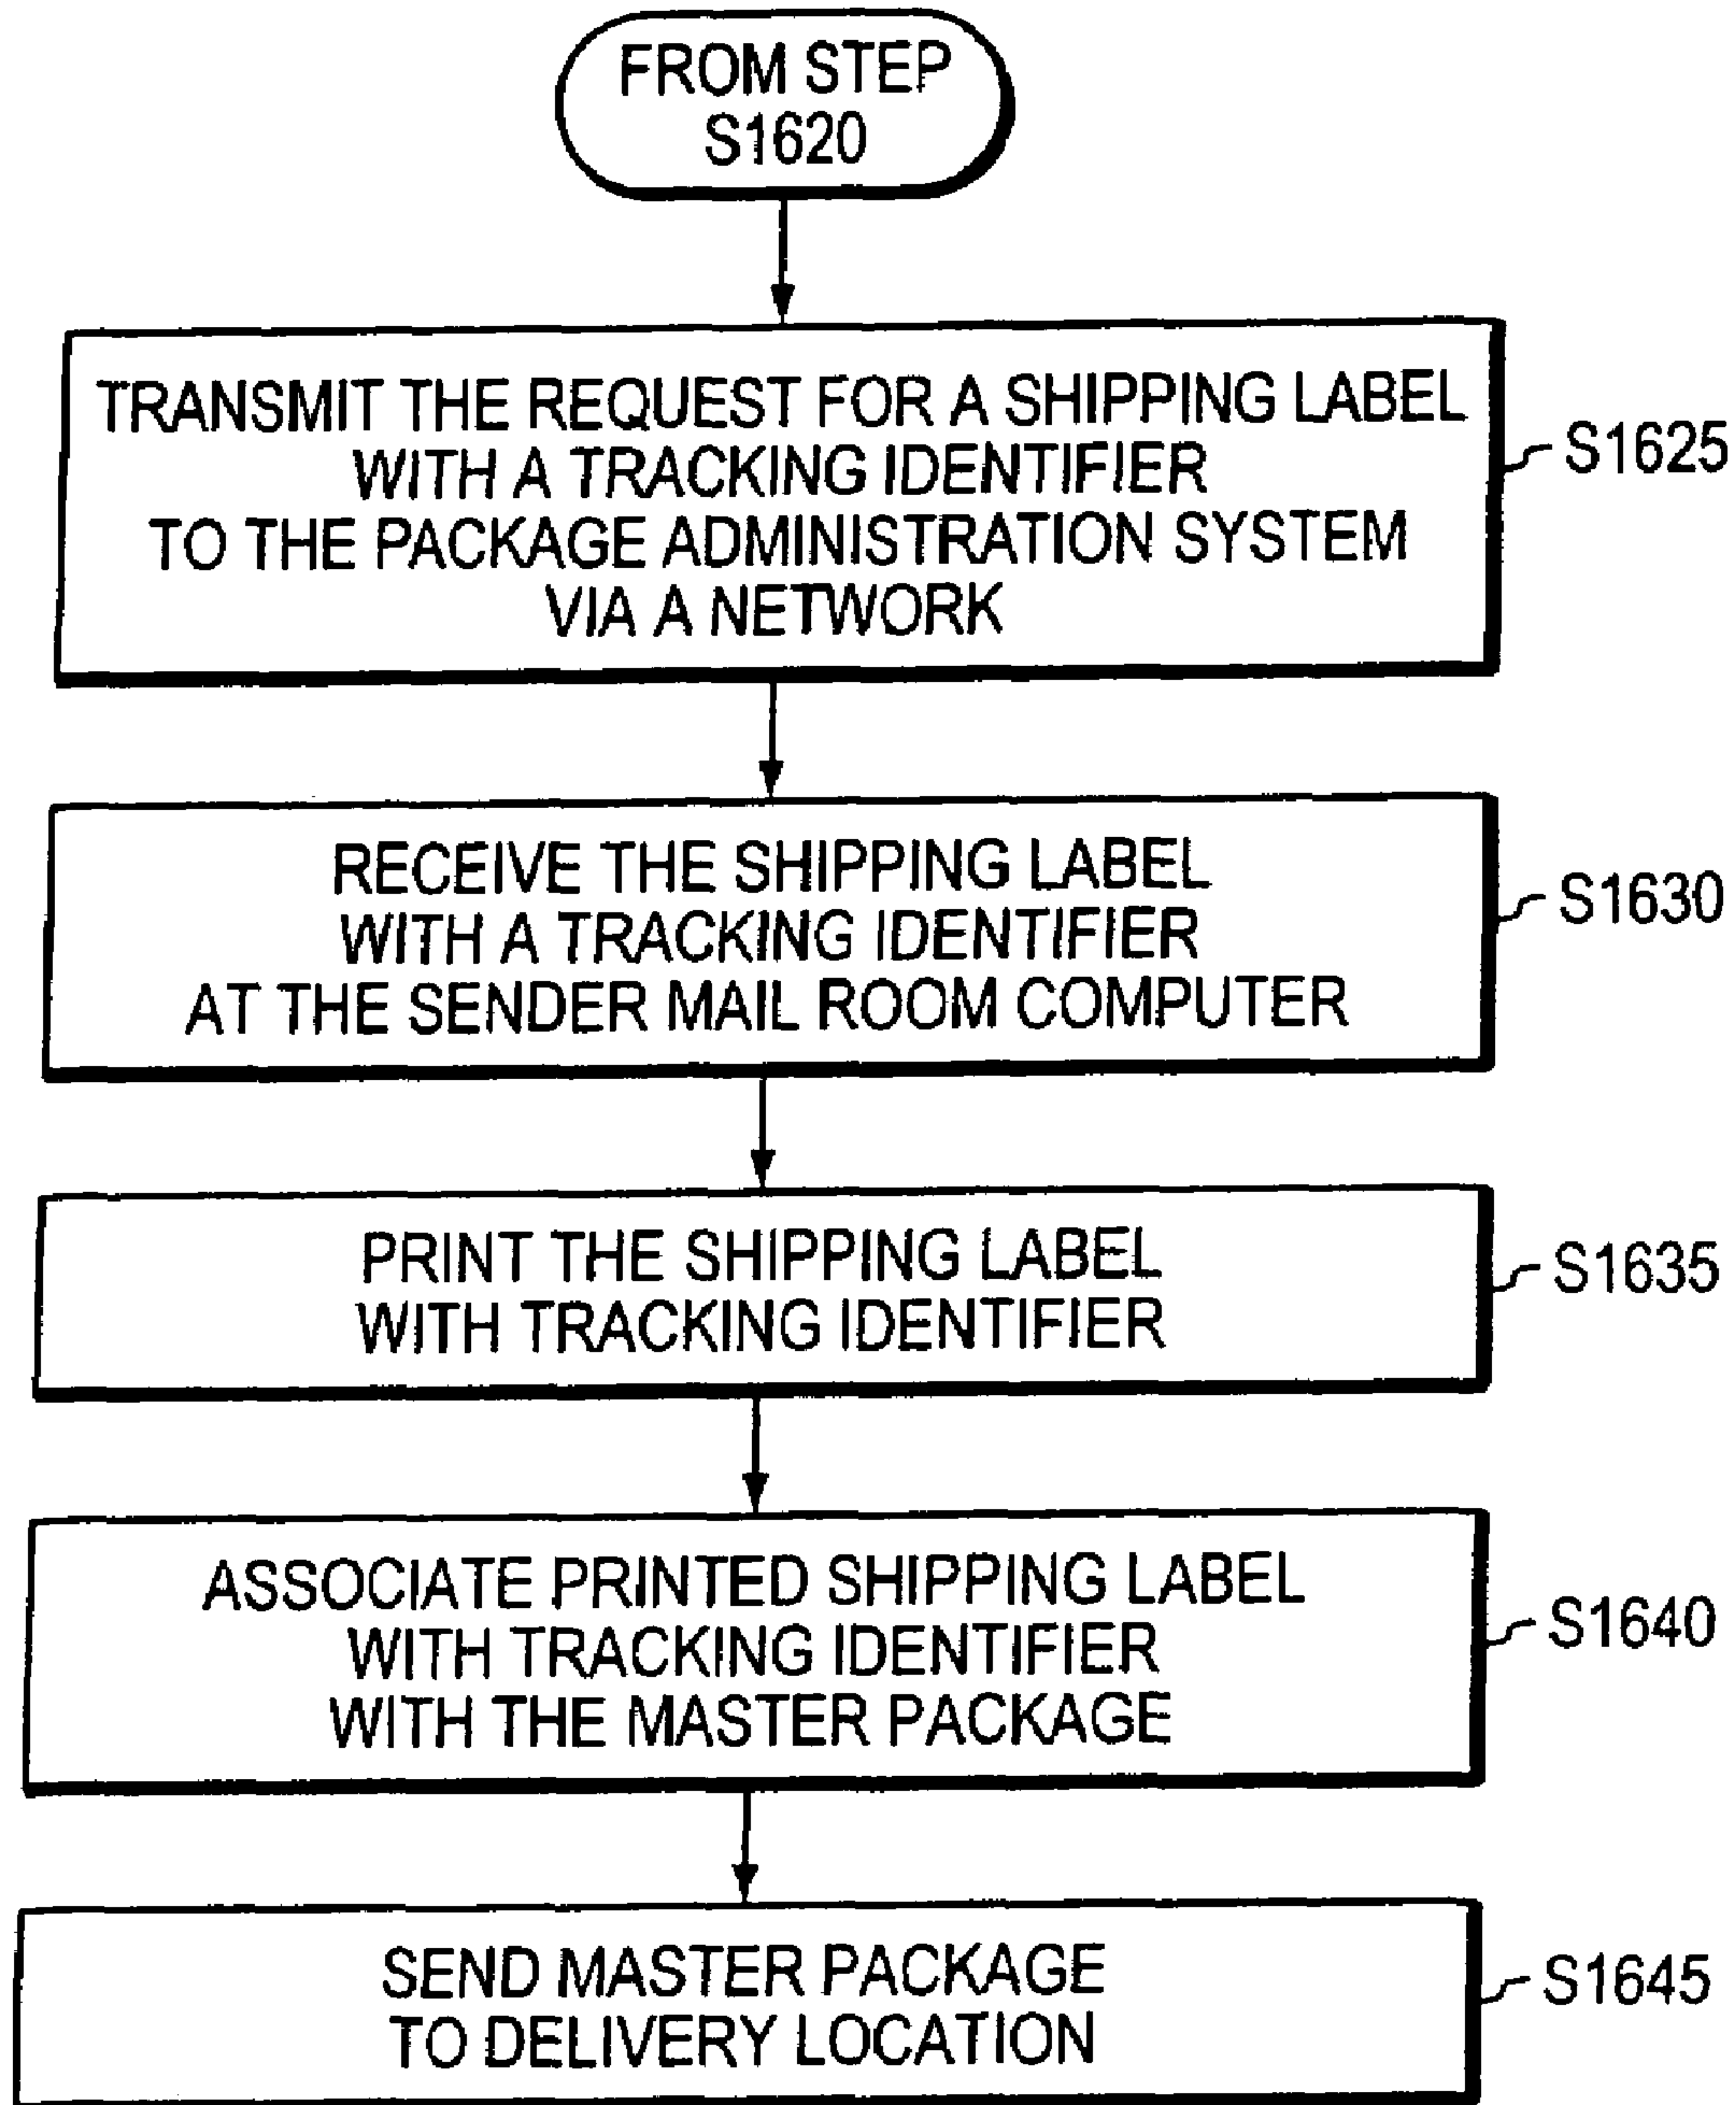 FROM STEP
S1620
TRANSMIT THE REQUEST FOR A SHIPPING LABEL
WITH A TRACKING IDENTIFIER
TO THE PACKAGE ADMINISTRATION SYSTEM
VIA A NETWORK
S1625
RECEIVE THE SHIPPING LABEL
WITH A TRACKING IDENTIFIER
AT THE SENDER MAIL ROOM COMPUTER
S1630
PRINT THE SHIPPING LABEL
WITH TRACKING IDENTIFIER
S1635
ASSOCIATE PRINTED SHIPPING LABEL
WITH TRACKING IDENTIFIER
WITH THE MASTER PACKAGE
S1640
SEND MASTER PACKAGE
TO DELIVERY LOCATION
S1645